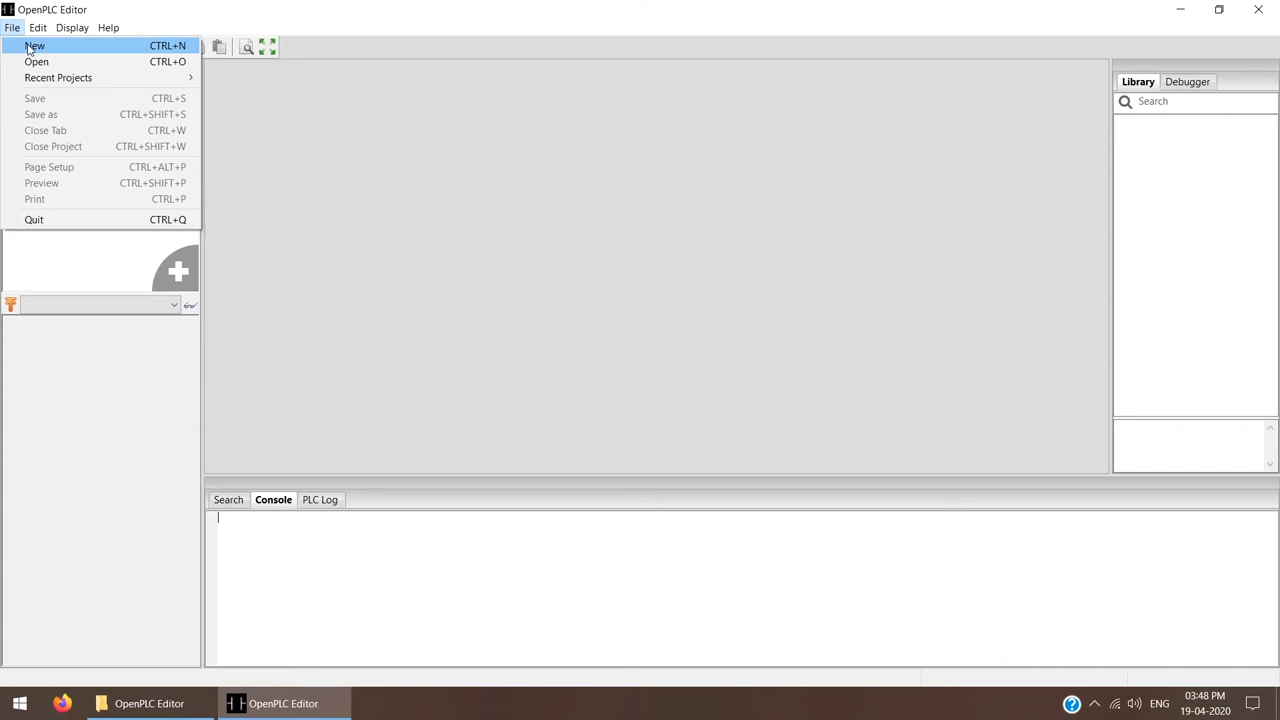 OpenPLC Editor
File Edit Display Help
New CTRL+N
Open CTRL+O
Recent Projects
Save CTRL+S
Save as CTRL+SHIFT+S
Close Tab CTRL+W
Close Project CTRL+SHIFT+W
Page Setup CTRL+ALT+P
Preview CTRL+SHIFT+P
Print CTRL+P
Quit CTRL+Q
Library Debugger
Search
Search Console PLC Log
OpenPLC Editor OpenPLC Editor ENG 03:48 PM
19-04-2020